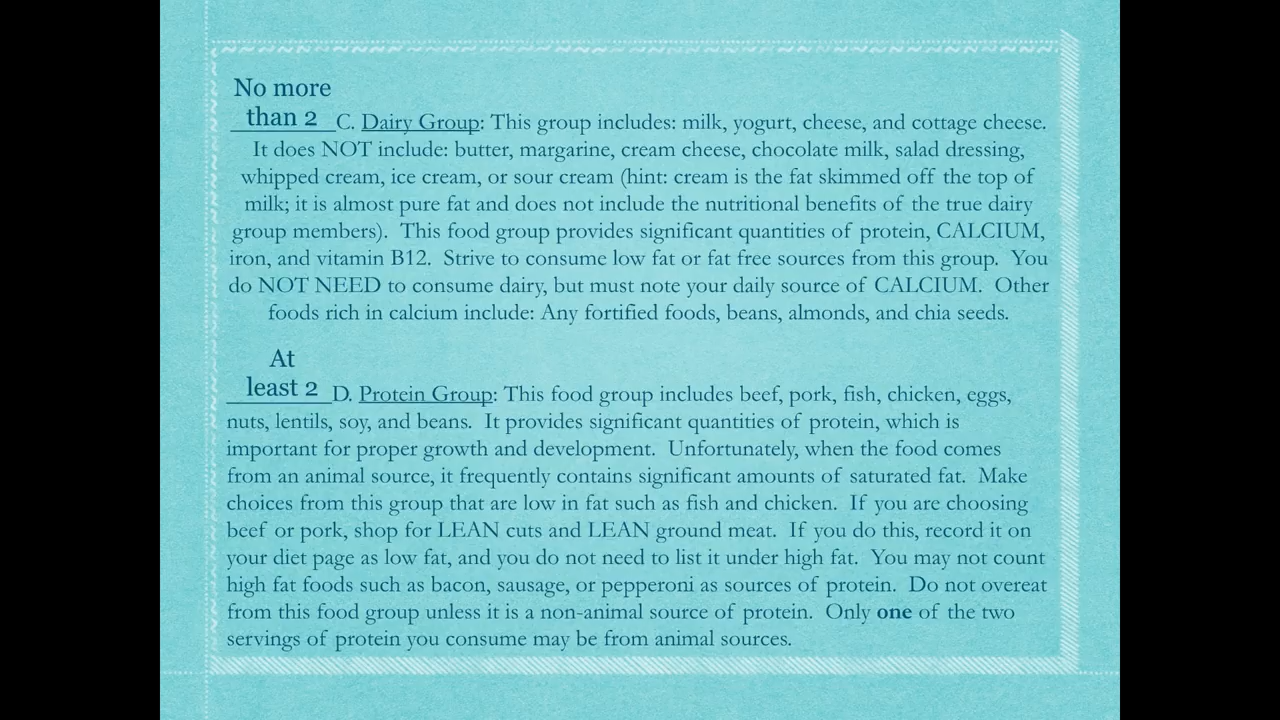 No more
than 2 C. Dairy Group: This group includes: milk, yogurt, cheese, and cottage cheese.
It does NOT include: butter, margarine, cream cheese, chocolate milk, salad dressing,
whipped cream, ice cream, or sour cream (hint: cream is the fat skimmed off the top of
milk; it is almost pure fat and does not include the nutritional benefits of the true dairy
group members). This food group provides significant quantities of protein, CALCIUM,
iron, and vitamin B12. Strive to consume low fat or fat free sources from this group. You
do NOT NEED to consume dairy, but must note your daily source of CALCIUM. Other
foods rich in calcium include: Any fortified foods, beans, almonds, and chia seeds.
At
least 2 D. Protein Group: This food group includes beef, pork, fish, chicken, eggs,
nuts, lentils, soy, and beans. It provides significant quantities of protein, which is
important for proper growth and development. Unfortunately, when the food comes
from an animal source, it frequently contains significant amounts of saturated fat. Make
choices from this group that are low in fat such as fish and chicken. If you are choosing
beef or pork, shop for LEAN cuts and LEAN ground meat. If you do this, record it on
your diet page as low fat, and you do not need to list it under high fat. You may not count
high fat foods such as bacon, sausage, or pepperoni as sources of protein. Do not overeat
from this food group unless it is a non-animal source of protein. Only one of the two
servings of protein you consume may be from animal sources.